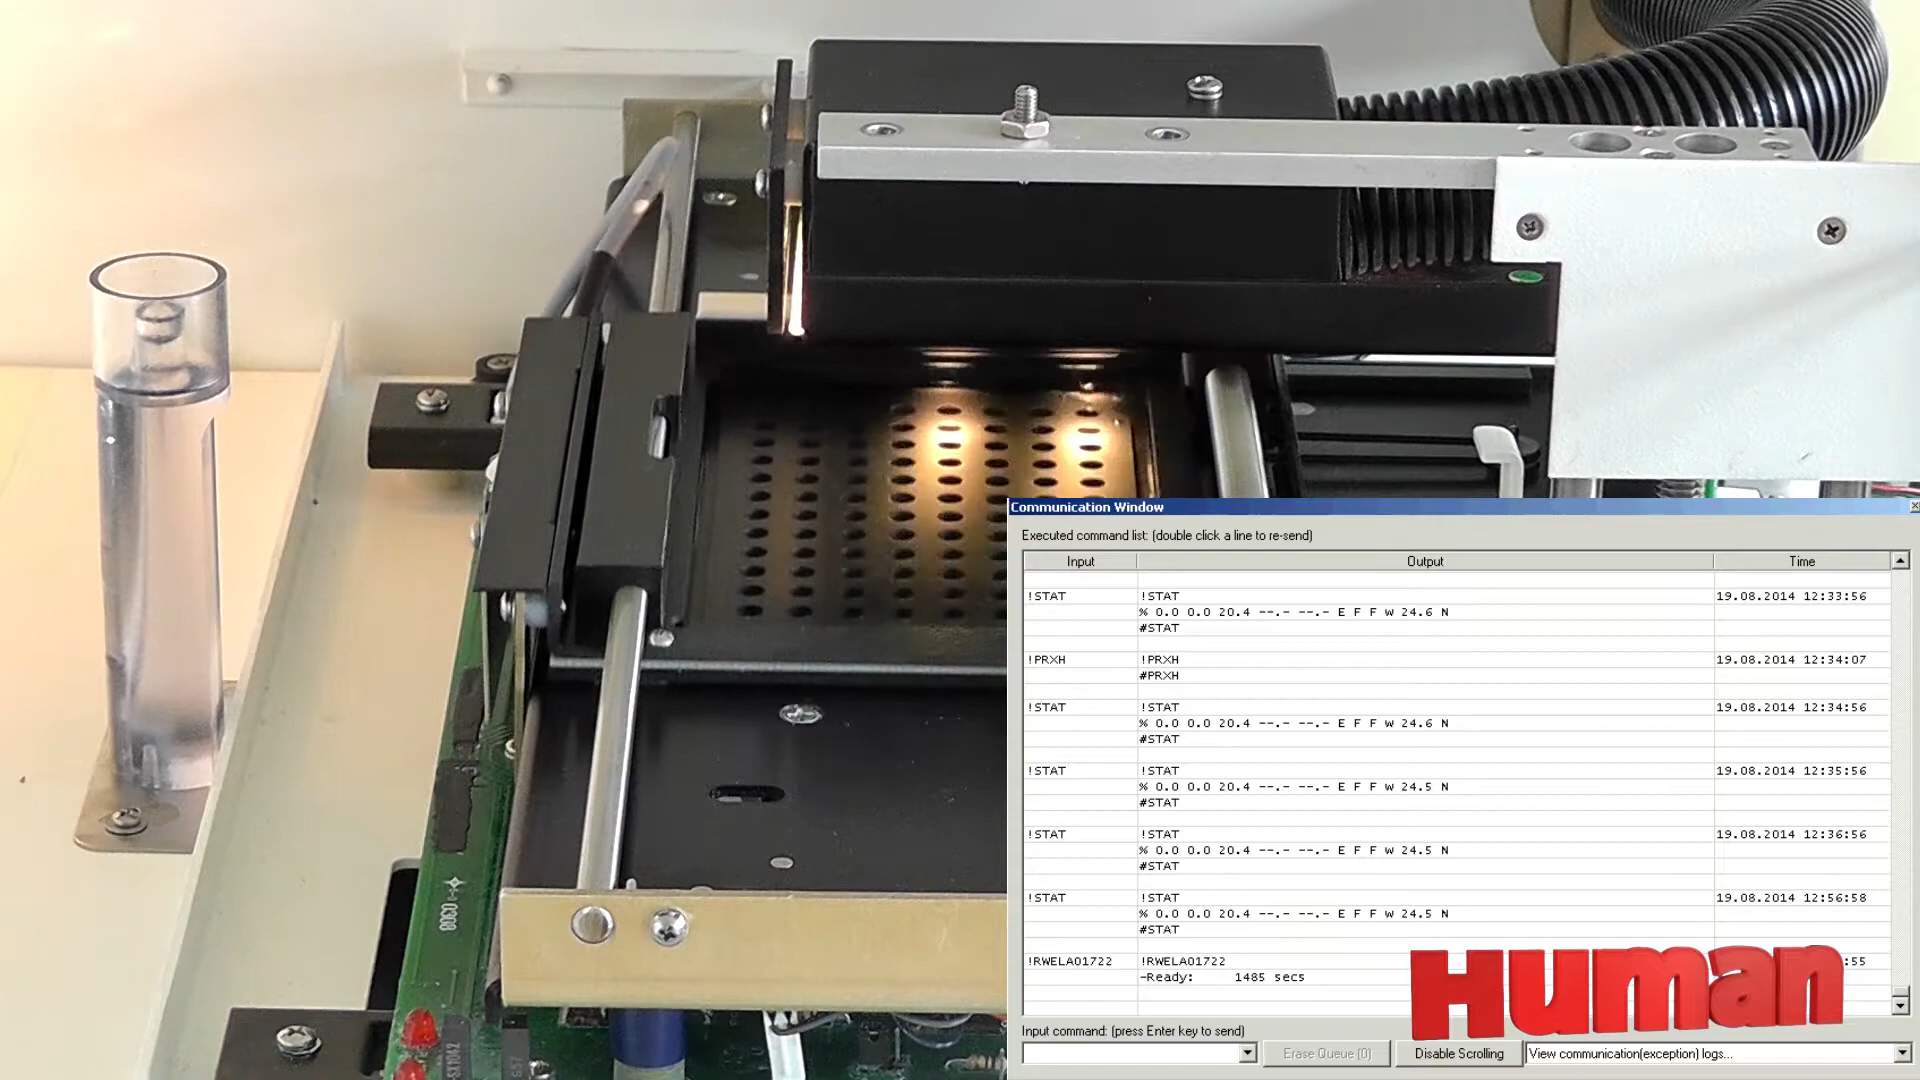 Communication Window
Executed command list: (double click a line to re-send)
Input Output Time
!STAT !STAT 19.08.2014 12:33:56
% 0.0 0.0 20.4 --.- --.- E F F W 24.6 N
#STAT
!PRXH !PRXH 19.08.2014 12:34:07
#PRXH
!STAT !STAT 19.08.2014 12:34:56
% 0.0 0.0 20.4 --.- --.- E F F W 24.6 N
#STAT
!STAT !STAT 19.08.2014 12:35:56
% 0.0 0.0 20.4 --.- --.- E F F W 24.5 N
#STAT
!STAT !STAT 19.08.2014 12:36:56
% 0.0 0.0 20.4 --.- --.- E F F W 24.5 N
#STAT
!STAT !STAT 19.08.2014 12:56:58
% 0.0 0.0 20.4 --.- --.- E F F W 24.5 N
#STAT
!RWELA01722 !RWELA01722 :55
-Ready: 1485 secs
Human
Input command: (press Enter key to send)
Erase Queue (0) Disable Scrolling View communication(exception) logs...
SX1042
957